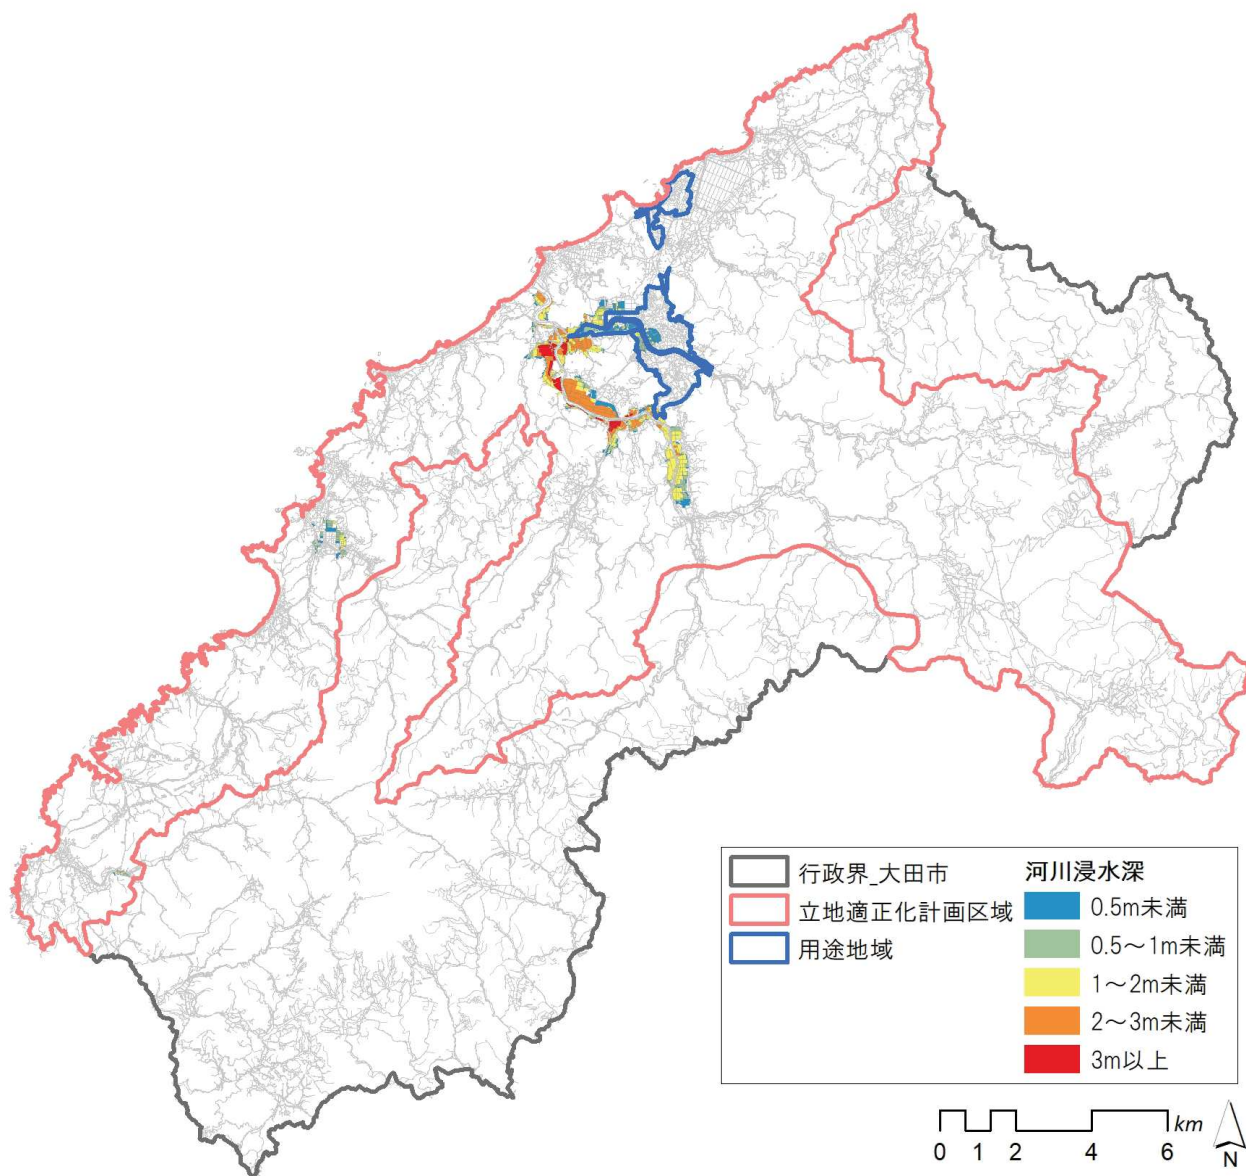 行政界_大田市
立地適正化計画区域
用途地域
河川浸水深
0.5m未満
0.5～1m未満
1～2m未満
2～3m未満
3m以上
km
0 1 2 4 6
N